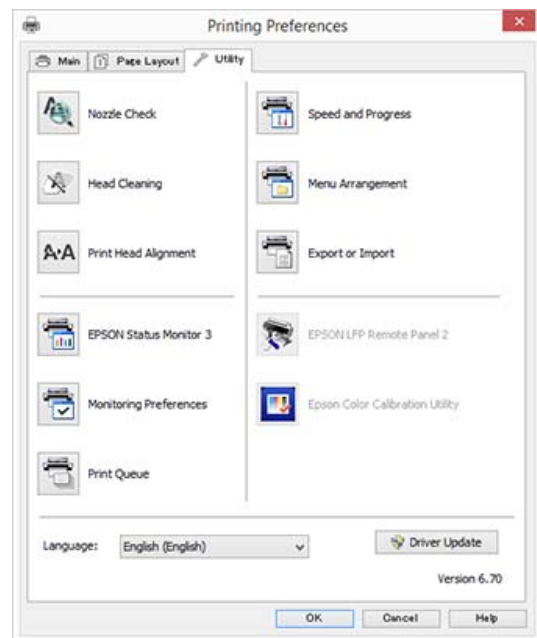 Printing Preferences
Main
Page Layout
Utility
Nozzle Check
Speed and Progress
Head Cleaning
Menu Arrangement
Print Head Alignment
Export or Import
EPSON Status Monitor 3
EPSON LFP Remote Panel 2
Monitoring Preferences
Epson Color Calibration Utility
Print Queue
Language: English (English)
Driver Update
Version 6.70
OK Cancel Help